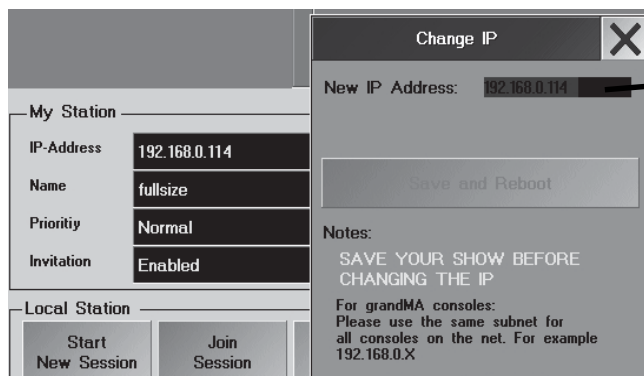 Change IP
New IP Address: 192.168.0.114
My Station
IP-Address 192.168.0.114
Name fullsize
Prioritiy Normal
Invitation Enabled
Save and Reboot
Notes:
SAVE YOUR SHOW BEFORE
CHANGING THE IP
For grandMA consoles:
Please use the same subnet for
all consoles on the net. For example
192.168.0.X
Local Station
Start
New Session
Join
Session